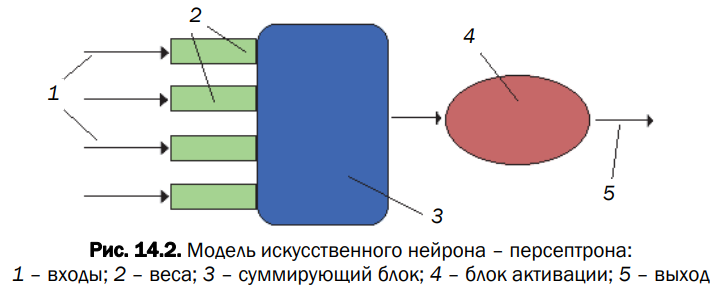 2
4
1
3
5
Рис. 14.2. Модель искусственного нейрона – персептрона:
1 – входы; 2 – веса; 3 – суммирующий блок; 4 – блок активации; 5 – выход